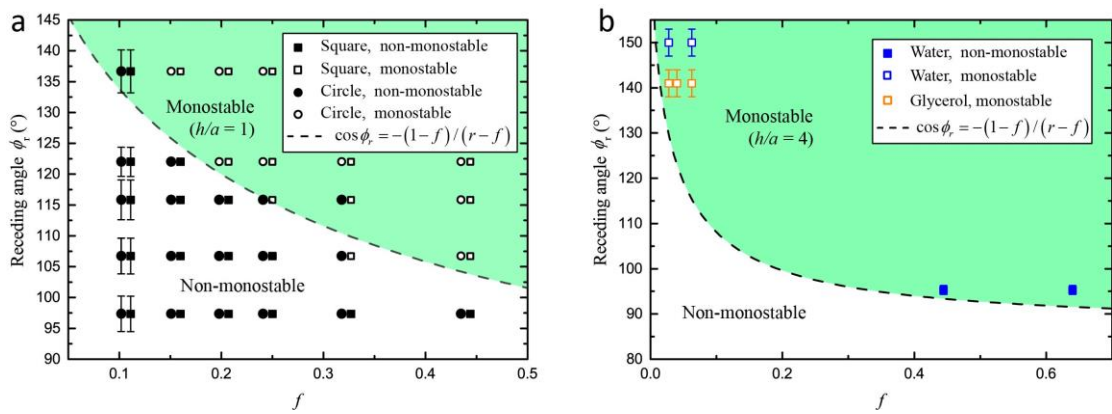 a
Receding angle ϕr (°)
145
140
135
130
125
120
115
110
105
100
95
90
0.1
0.2
0.3
0.4
0.5
f
Square, non-monostable
Square, monostable
Circle, non-monostable
Circle, monostable
cos ϕr = −(1−f)/(r−f)
Monostable
(h/a = 1)
Non-monostable
b
Receding angle ϕr (°)
150
140
130
120
110
100
90
80
0.0
0.2
0.4
0.6
f
Water, non-monostable
Water, monostable
Glycerol, monostable
cos ϕr = −(1−f)/(r−f)
Monostable
(h/a = 4)
Non-monostable